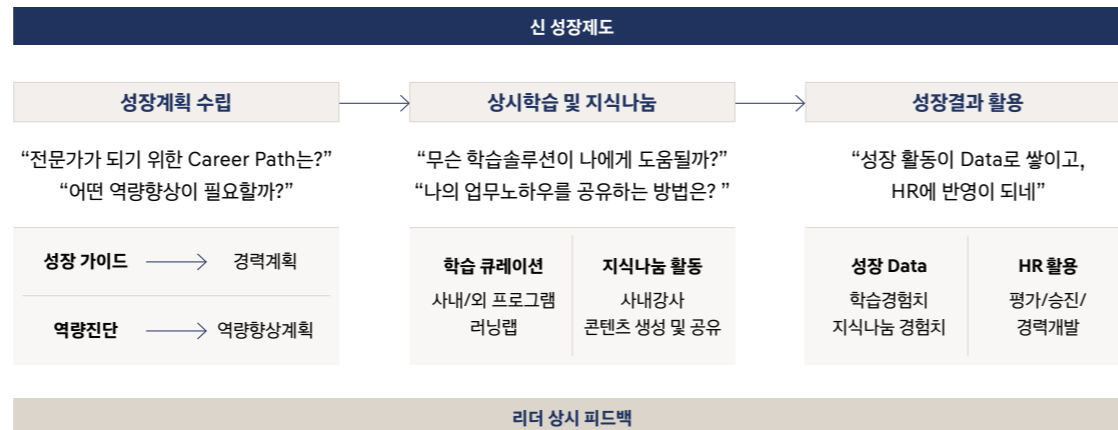 신 성장제도
성장계획 수립
상시학습 및 지식나눔
성장결과 활용
“전문가가 되기 위한 Career Path는?”
“어떤 역량향상이 필요할까?”
“무슨 학습솔루션이 나에게 도움될까?”
“나의 업무노하우를 공유하는 방법은? ”
“성장 활동이 Data로 쌓이고,
HR에 반영이 되네”
성장 가이드
경력계획
역량진단
역량향상계획
학습 큐레이션
사내/외 프로그램
러닝랩
지식나눔 활동
사내강사
콘텐츠 생성 및 공유
성장 Data
학습경험치
지식나눔 경험치
HR 활용
평가/승진/
경력개발
리더 상시 피드백